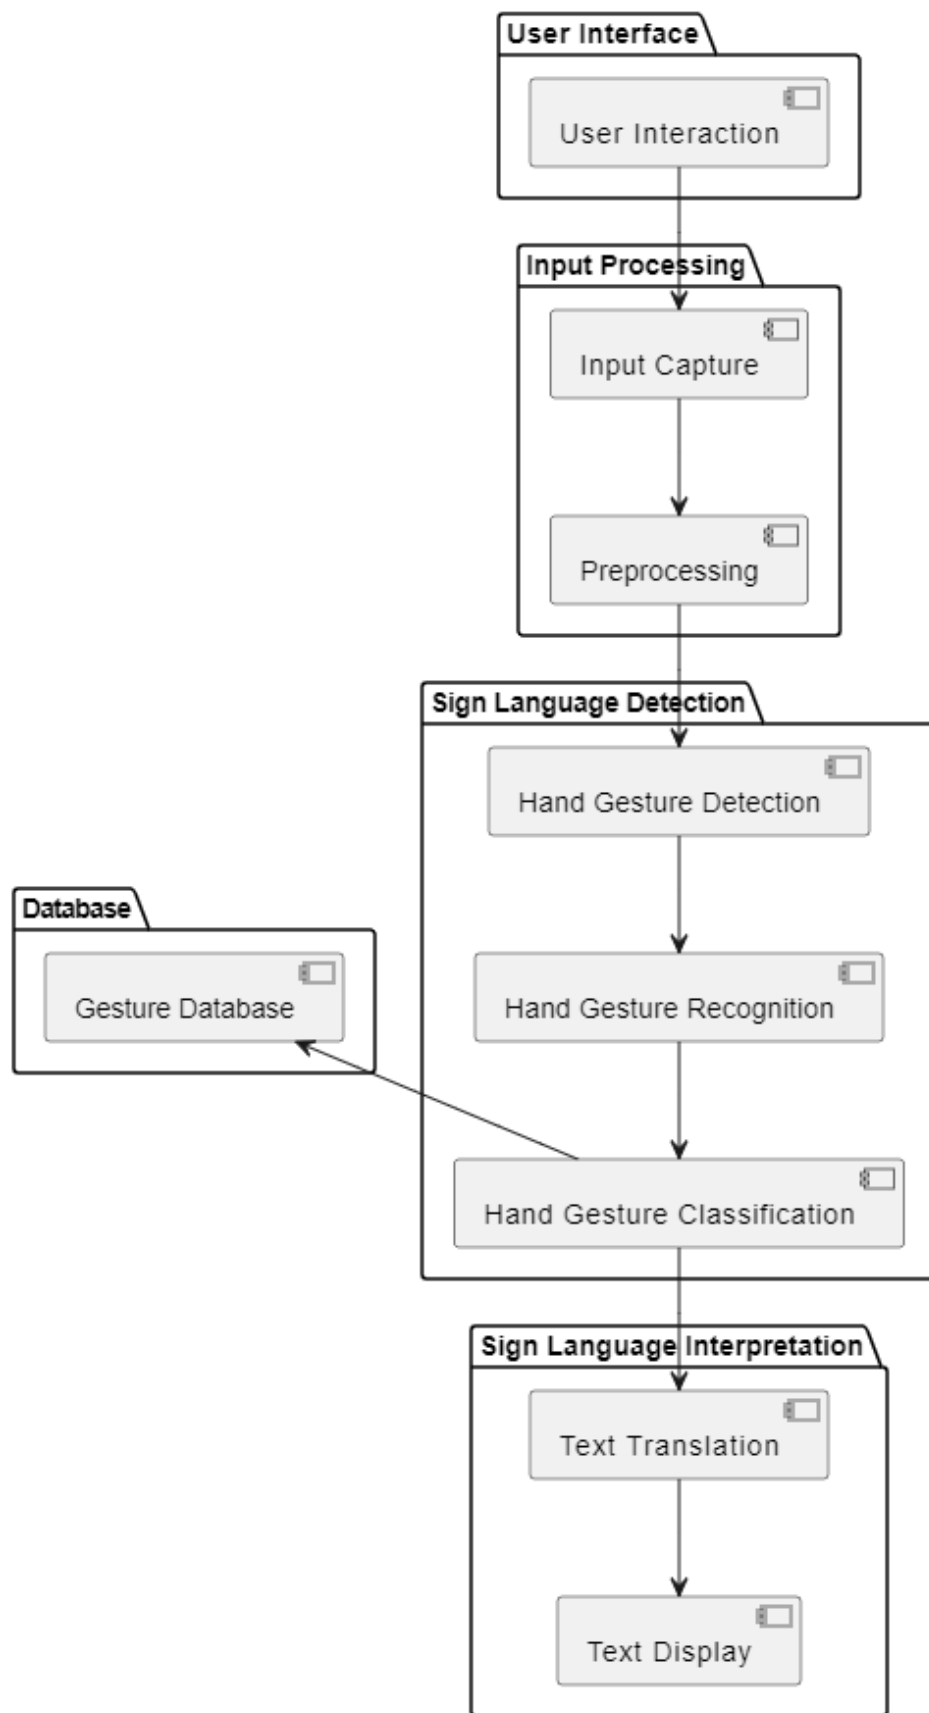 User Interface
User Interaction
Input Processing
Input Capture
Preprocessing
Sign Language Detection
Hand Gesture Detection
Database
Gesture Database
Hand Gesture Recognition
Hand Gesture Classification
Sign Language Interpretation
Text Translation
Text Display